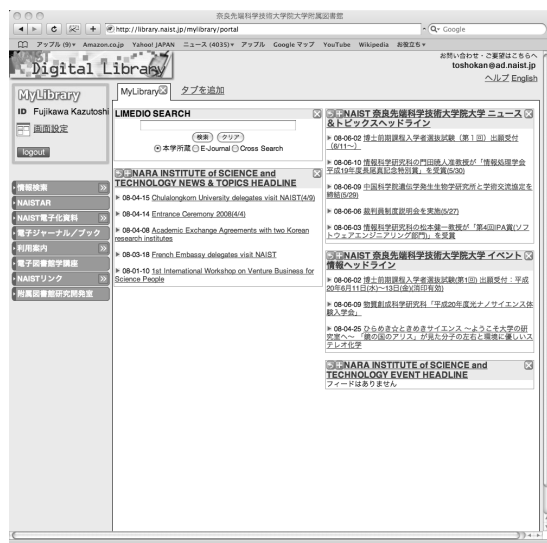 奈良先端科学技術大学院大学附属図書館
http://library.naist.jp/mylibrary/portal
Google
アップル (9)▼ Amazon.co.jp Yahoo! JAPAN ニュース (4035)▼ アップル Google マップ YouTube Wikipedia お役立ち▼
お問い合わせ・ご要望はこちらへ
toshokan@ad.naist.jp
ヘルプ English
Digital Library
MyLibrary
ID Fujikawa Kazutoshi
画面設定
logout
情報検索
NAISTAR
NAIST電子化資料
電子ジャーナル/ブック
利用案内
電子図書館学講座
NAISTリンク
附属図書館研究開発室
MyLibrary タブを追加
LIMEDIO SEARCH
検索 クリア
本学所蔵 E-Journal Cross Search
NARA INSTITUTE of SCIENCE and
TECHNOLOGY NEWS & TOPICS HEADLINE
08-04-15 Chulalongkorn University delegates visit NAIST(4/9)
08-04-14 Entrance Ceremony 2008(4/4)
08-04-08 Academic Exchange Agreements with two Korean
research institutes
08-03-18 French Embassy delegates visit NAIST
08-01-10 1st International Workshop on Venture Business for
Science People
NAIST 奈良先端科学技術大学院大学 ニュース
&トピックスヘッドライン
08-06-02 博士前期課程入学者選抜試験（第1回）出願受付
(6/11〜)
08-06-10 情報科学研究科の門田暁人准教授が「情報処理学会
平成19年度長尾真記念特別賞」を受賞(5/30)
08-06-09 中国科学院遺伝学発生生物学研究所と学術交流協定を
締結(5/29)
08-06-06 裁判員制度説明会を実施(5/27)
08-06-03 情報科学研究科の松本健一教授が「第4回IPA賞(ソフ
トウェアエンジニアリング部門)」を受賞
NAIST 奈良先端科学技術大学院大学 イベント
情報ヘッドライン
08-06-02 博士前期課程入学者選抜試験(第1回) 出願受付：平成
20年6月11日(水)〜13日(金)(消印有効)
08-06-09 物質創成科学研究科「平成20年度光ナノサイエンス体
験入学会」
08-04-25 ひらめき☆ときめきサイエンス 〜ようこそ大学の研
究室へ〜 「鏡の国のアリス」が見た分子の左右と環境に優しいス
テレオ化学
NARA INSTITUTE of SCIENCE and
TECHNOLOGY EVENT HEADLINE
フィードはありません